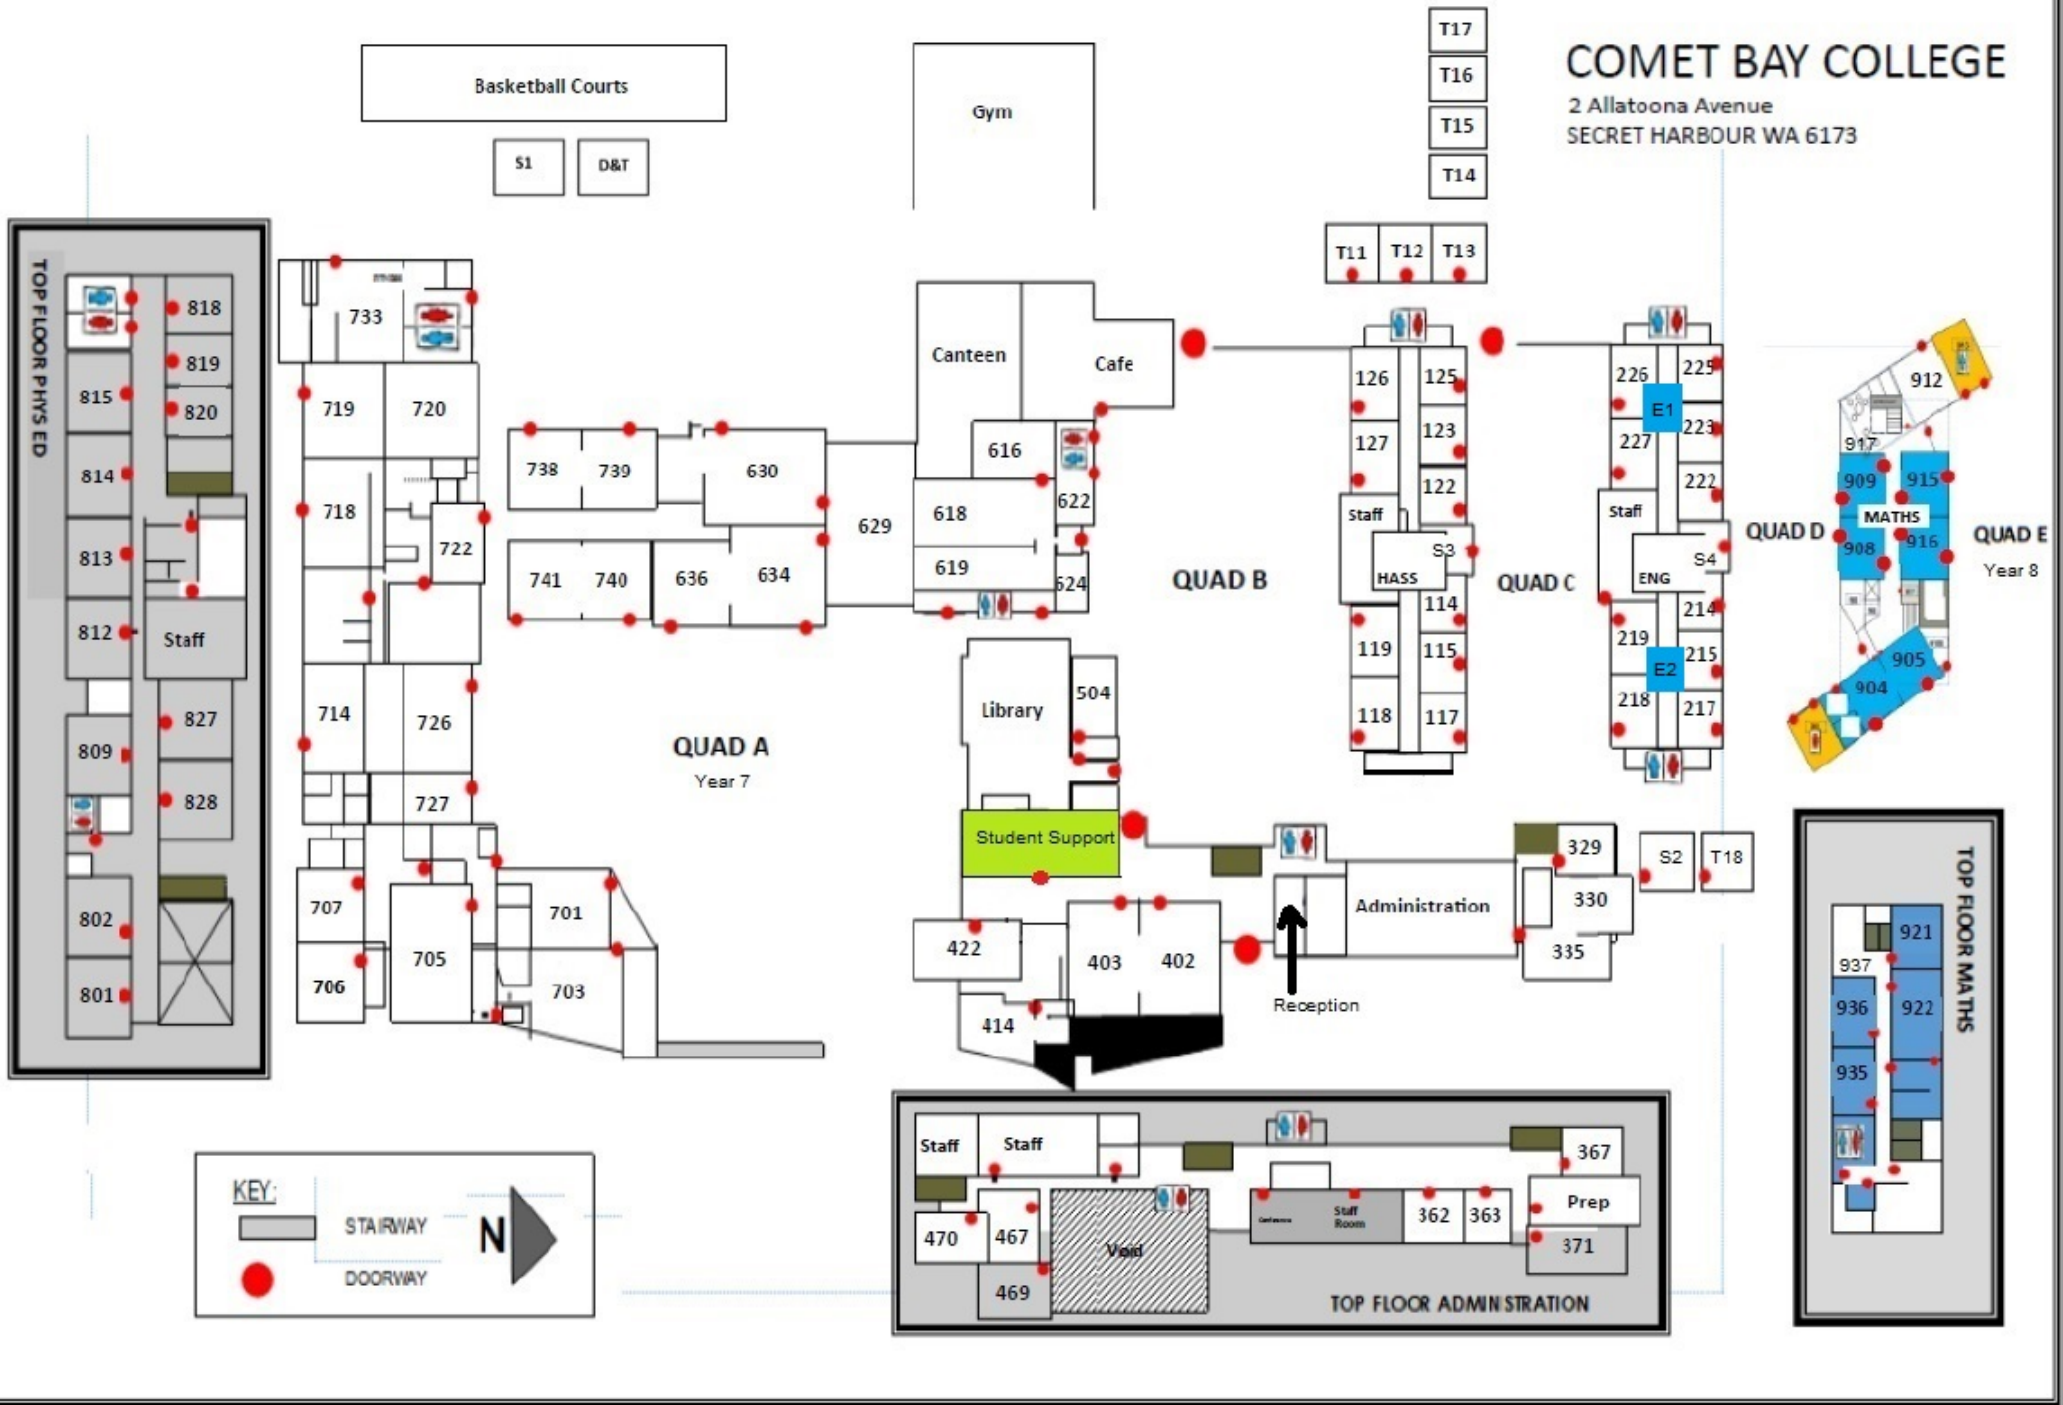 COMET BAY COLLEGE
2 Allatoona Avenue
SECRET HARBOUR WA 6173
Basketball Courts
S1
D&T
Gym
T17
T16
T15
T14
T11
T12
T13
TOP FLOOR PHYS ED
818
819
820
815
814
813
812
Staff
827
809
828
802
801
733
719
720
718
722
714
726
727
707
706
705
701
703
738
739
630
741
740
636
634
629
QUAD A
Year 7
Canteen
Cafe
616
618
622
619
624
Library
504
Student Support
422
403
402
414
QUAD B
126
125
127
123
122
Staff
S3
HASS
114
119
115
118
117
QUAD C
226
225
E1
227
223
222
Staff
S4
ENG
214
219
215
E2
218
217
QUAD D
912
917
909
915
MATHS
908
916
905
904
QUAD E
Year 8
Administration
Reception
329
330
335
S2
T18
TOP FLOOR MATHS
921
937
936
922
935
KEY:
STAIRWAY
DOORWAY
N
Staff
Staff
470
467
469
Void
Staff
Room
362
363
367
Prep
371
TOP FLOOR ADMINISTRATION